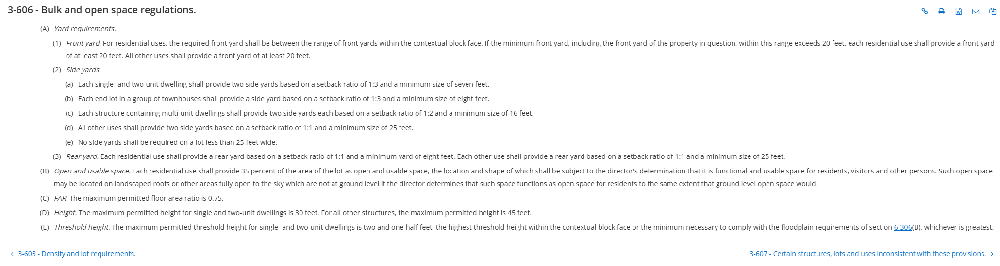 3-606 - Bulk and open space regulations.
(A) Yard requirements.
(1) Front yard. For residential uses, the required front yard shall be between the range of front yards within the contextual block face. If the minimum front yard, including the front yard of the property in question, within this range exceeds 20 feet, each residential use shall provide a front yard
of at least 20 feet. All other uses shall provide a front yard of at least 20 feet.
(2) Side yards.
(a) Each single- and two-unit dwelling shall provide two side yards based on a setback ratio of 1:3 and a minimum size of seven feet.
(b) Each end lot in a group of townhouses shall provide a side yard based on a setback ratio of 1:3 and a minimum size of eight feet.
(c) Each structure containing multi-unit dwellings shall provide two side yards each based on a setback ratio of 1:2 and a minimum size of 16 feet.
(d) All other uses shall provide two side yards based on a setback ratio of 1:1 and a minimum size of 25 feet.
(e) No side yards shall be required on a lot less than 25 feet wide.
(3) Rear yard. Each residential use shall provide a rear yard based on a setback ratio of 1:1 and a minimum yard of eight feet. Each other use shall provide a rear yard based on a setback ratio of 1:1 and a minimum size of 25 feet.
(B) Open and usable space. Each residential use shall provide 35 percent of the area of the lot as open and usable space, the location and shape of which shall be subject to the director's determination that it is functional and usable space for residents, visitors and other persons. Such open space
may be located on landscaped roofs or other areas fully open to the sky which are not at ground level if the director determines that such space functions as open space for residents to the same extent that ground level open space would.
(C) FAR. The maximum permitted floor area ratio is 0.75.
(D) Height. The maximum permitted height for single and two-unit dwellings is 30 feet. For all other structures, the maximum permitted height is 45 feet.
(E) Threshold height. The maximum permitted threshold height for single- and two-unit dwellings is two and one-half feet, the highest threshold height within the contextual block face or the minimum necessary to comply with the floodplain requirements of section 6-306(B), whichever is greatest.
‹ 3-605 - Density and lot requirements.
3-607 - Certain structures, lots and uses inconsistent with these provisions. ›